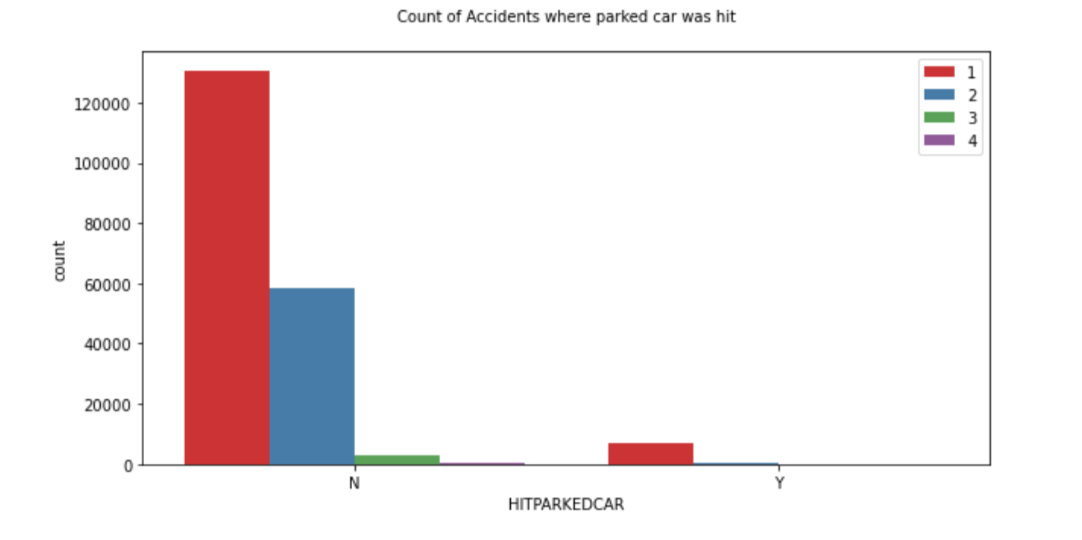 Count of Accidents where parked car was hit
120000
100000
80000
60000
40000
20000
0
count
1
2
3
4
N
Y
HITPARKEDCAR